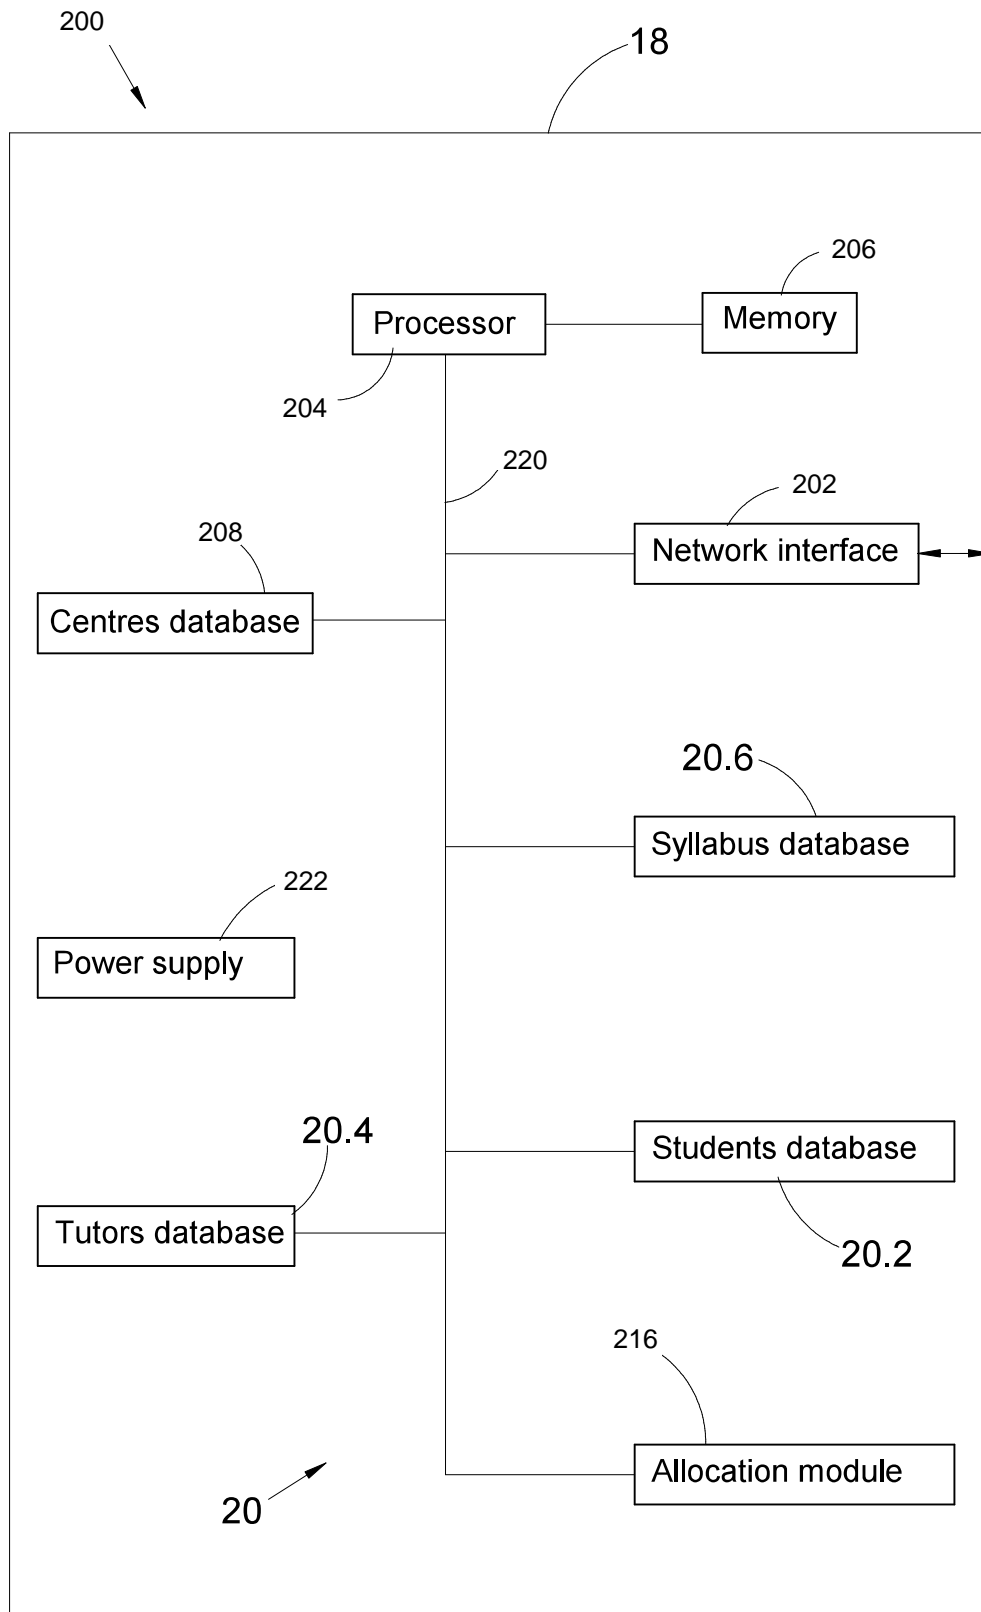 200
18
206
Processor
Memory
204
220
202
208
Network interface
Centres database
20.6
Syllabus database
222
Power supply
20.4
Students database
Tutors database
20.2
216
Allocation module
20